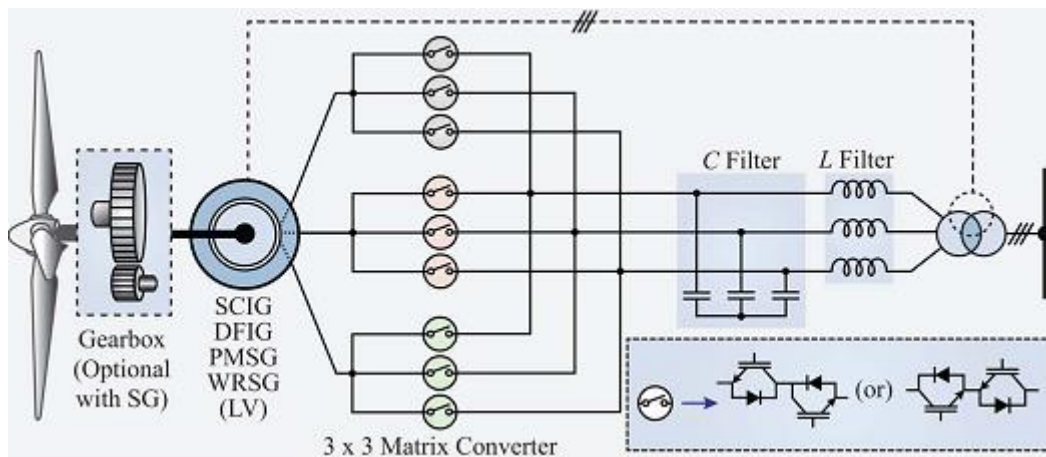 C Filter
L Filter
SCIG
DFIG
PMSG
WRSG
(LV)
Gearbox
(Optional
with SG)
3 x 3 Matrix Converter
(or)